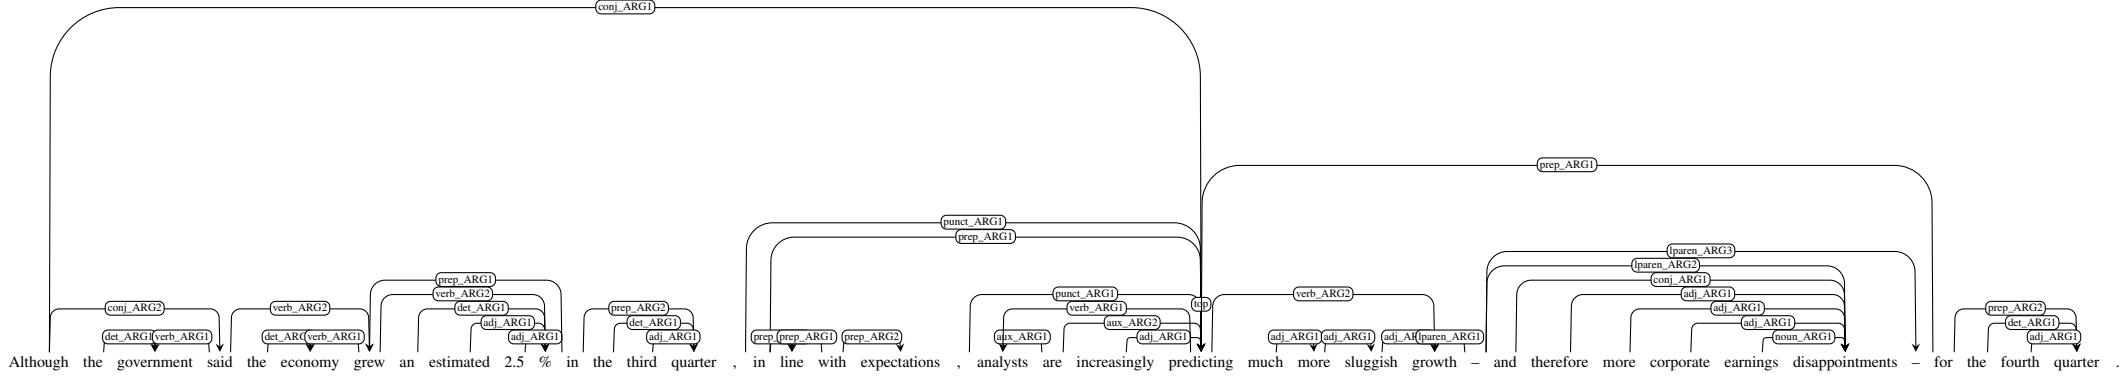 conj_ARG1
prep_ARG1
punct_ARG1
prep_ARG1
lparen_ARG3
lparen_ARG2
prep_ARG1 conj_ARG1
verb_ARG2 punct_ARG1 verb_ARG2 adj_ARG1
conj_ARG2 verb_ARG2 det_ARG1 prep_ARG2 verb_ARG1 top adj_ARG1 prep_ARG2
adj_ARG1 det_ARG1 aux_ARG2 adj_ARG1 det_ARG1
det_ARG1 verb_ARG1 verb_ARG1 adj_ARG1 adj_ARG1 prep_ARG1 prep_ARG2 aux_ARG1 adj_ARG1 adj_ARG1 adj_ARG1 lparen_ARG1 noun_ARG1 adj_ARG1
Although the government said the economy grew an estimated 2.5 % in the third quarter , in line with expectations , analysts are increasingly predicting much more sluggish growth – and therefore more corporate earnings disappointments – for the fourth quarter .